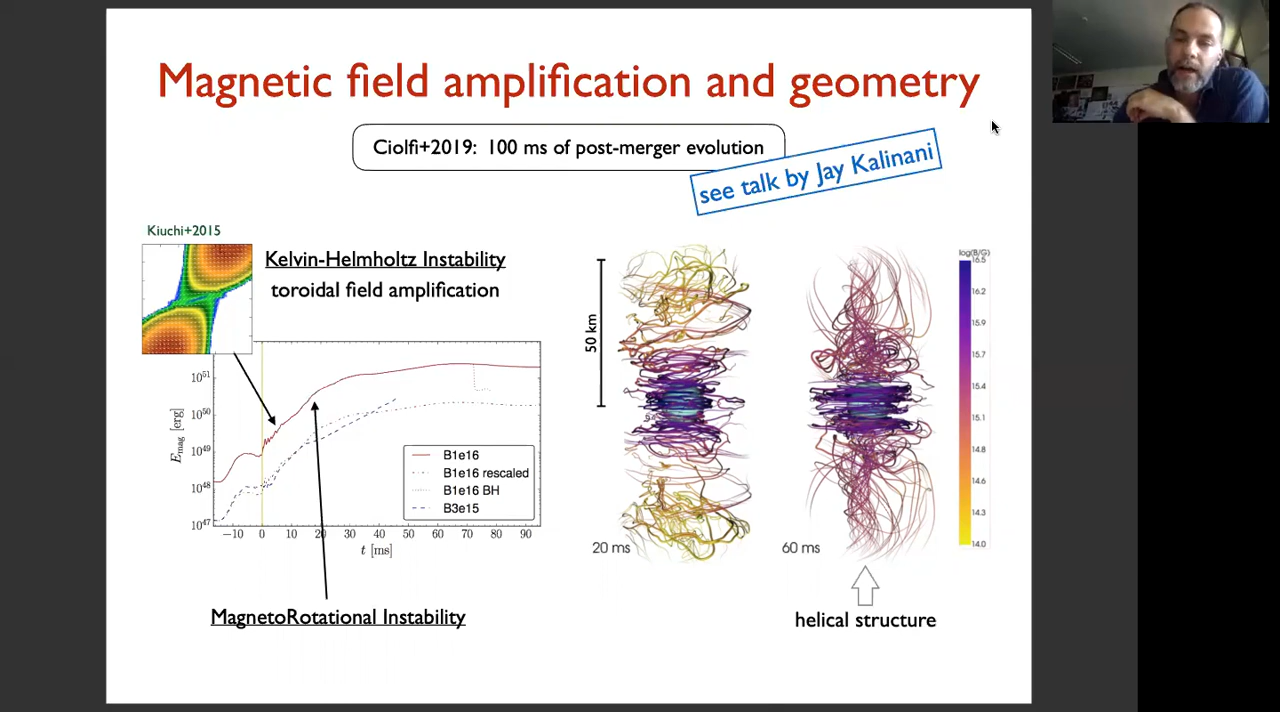 Magnetic field amplification and geometry
Ciolfi+2019: 100 ms of post-merger evolution
see talk by Jay Kalinani
Kiuchi+2015
Kelvin-Helmholtz Instability
toroidal field amplification
10^51
10^50
10^49
10^48
10^47
E_mag [erg]
B1e16
B1e16 rescaled
B1e16 BH
B3e15
−10 0 10 20 30 40 50 60 70 80 90
t [ms]
MagnetoRotational Instability
50 km
20 ms
60 ms
log(B/G)
16.5
16.2
15.9
15.7
15.4
15.1
14.8
14.6
14.3
14.0
helical structure